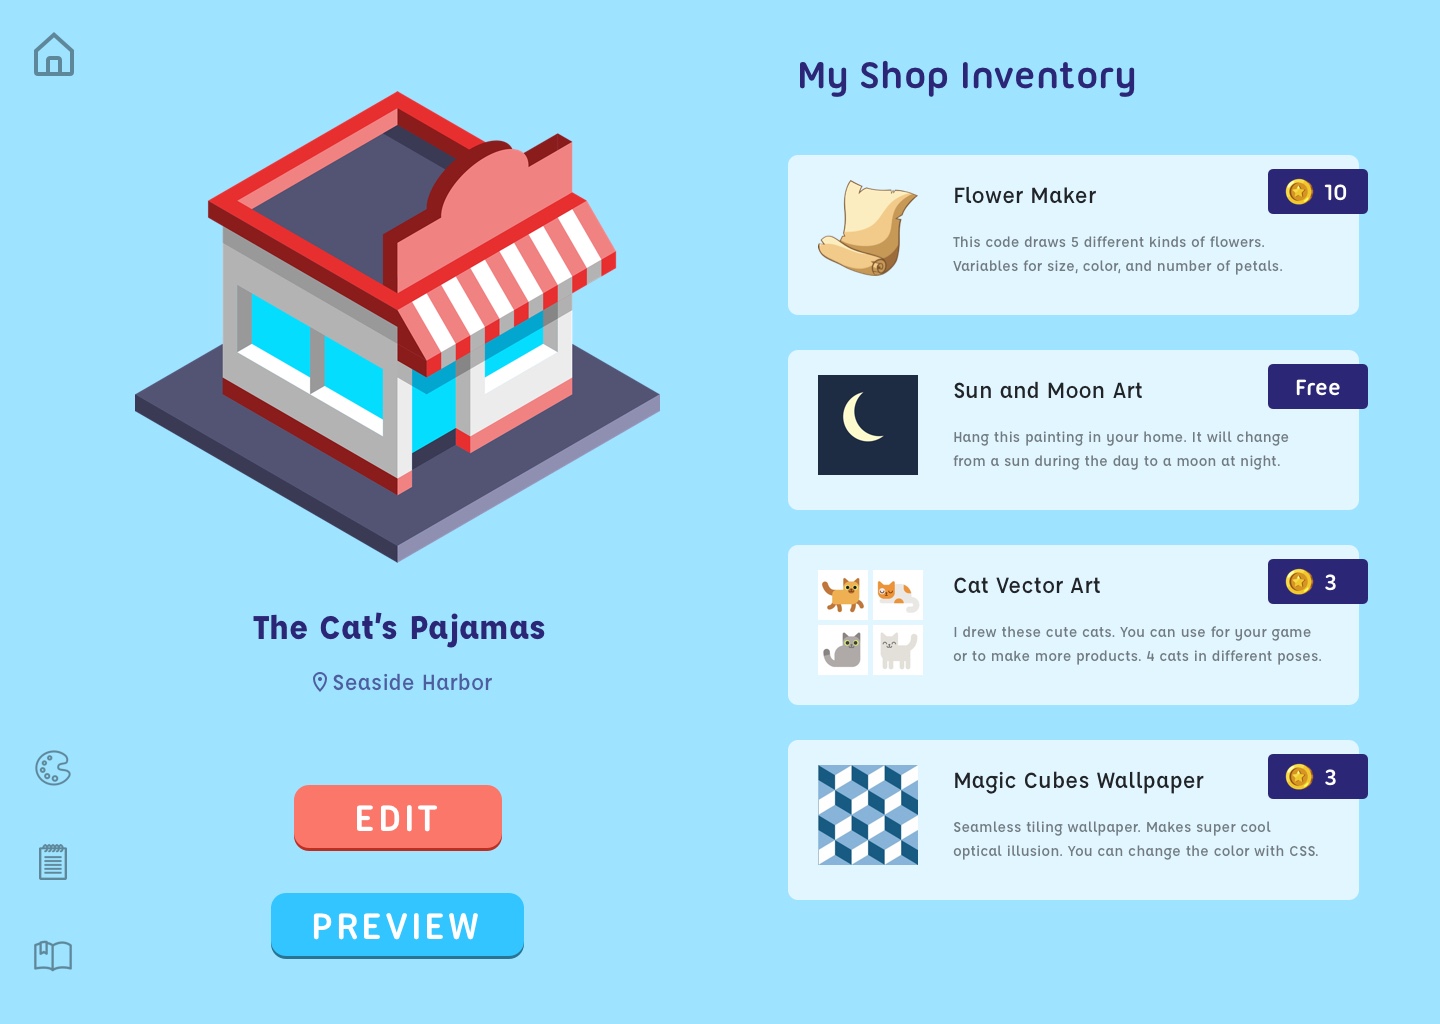 My Shop Inventory
Flower Maker
10
This code draws 5 different kinds of flowers.
Variables for size, color, and number of petals.
Sun and Moon Art
Free
Hang this painting in your home. It will change
from a sun during the day to a moon at night.
Cat Vector Art
3
I drew these cute cats. You can use for your game
or to make more products. 4 cats in different poses.
Magic Cubes Wallpaper
3
Seamless tiling wallpaper. Makes super cool
optical illusion. You can change the color with CSS.
The Cat's Pajamas
Seaside Harbor
EDIT
PREVIEW